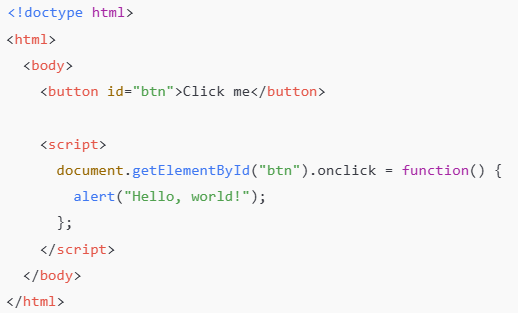 <!doctype html>
<html>
  <body>
    <button id="btn">Click me</button>

    <script>
      document.getElementById("btn").onclick = function() {
        alert("Hello, world!");
      };
    </script>
  </body>
</html>